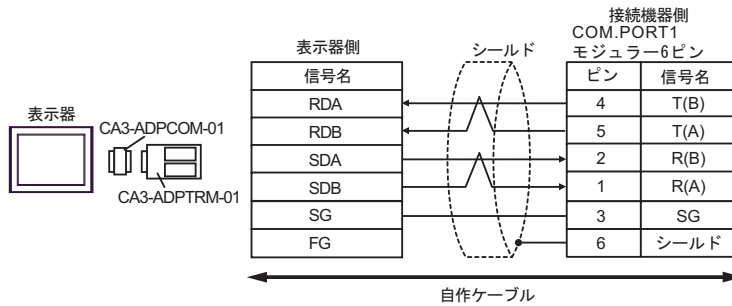 接続機器側
COM.PORT1
モジュラー6ピン
表示器側
シールド
信号名
ピン 信号名
RDA 4 T(B)
RDB 5 T(A)
SDA 2 R(B)
SDB 1 R(A)
SG 3 SG
FG 6 シールド
表示器
CA3-ADPCOM-01
CA3-ADPTRM-01
自作ケーブル